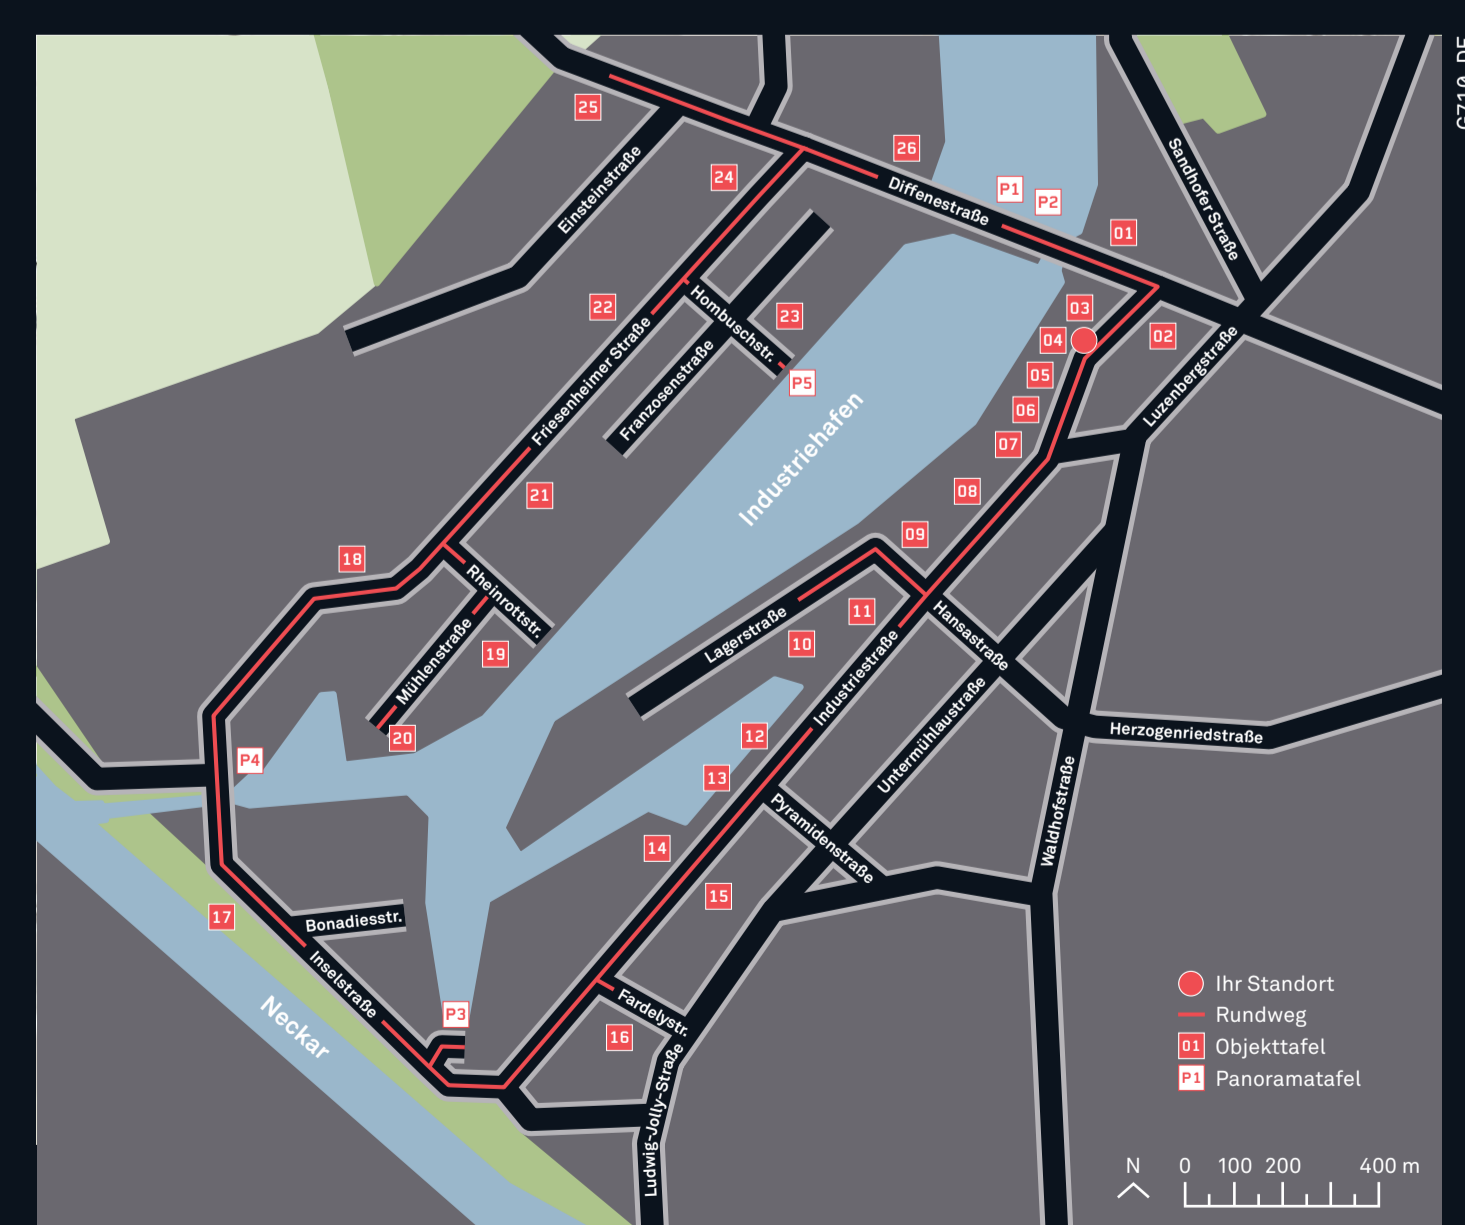 G710 DE
25
26
24
Einsteinstraße
Sandhofer Straße
Diffenestraße
P1
P2
01
22
Hombuschstr.
23
03
04
02
Friesenheimer Straße
Franzosenstraße
P5
05
Luzenbergstraße
06
07
Industriehafen
21
08
09
18
Rheinrottstr.
Mühlenstraße
19
Lagerstraße
11
10
Hansastraße
Industriestraße
20
P4
12
13
Untermühlaustraße
Herzogenriedstraße
Pyramidenstraße
Waldhofstraße
14
15
17
Bonadiesstr.
Inselstraße
Neckar
P3
Fardelystr.
16
Ludwig-Jolly-Straße
Ihr Standort
Rundweg
01 Objekttafel
P1 Panoramatafel
N 0 100 200 400 m